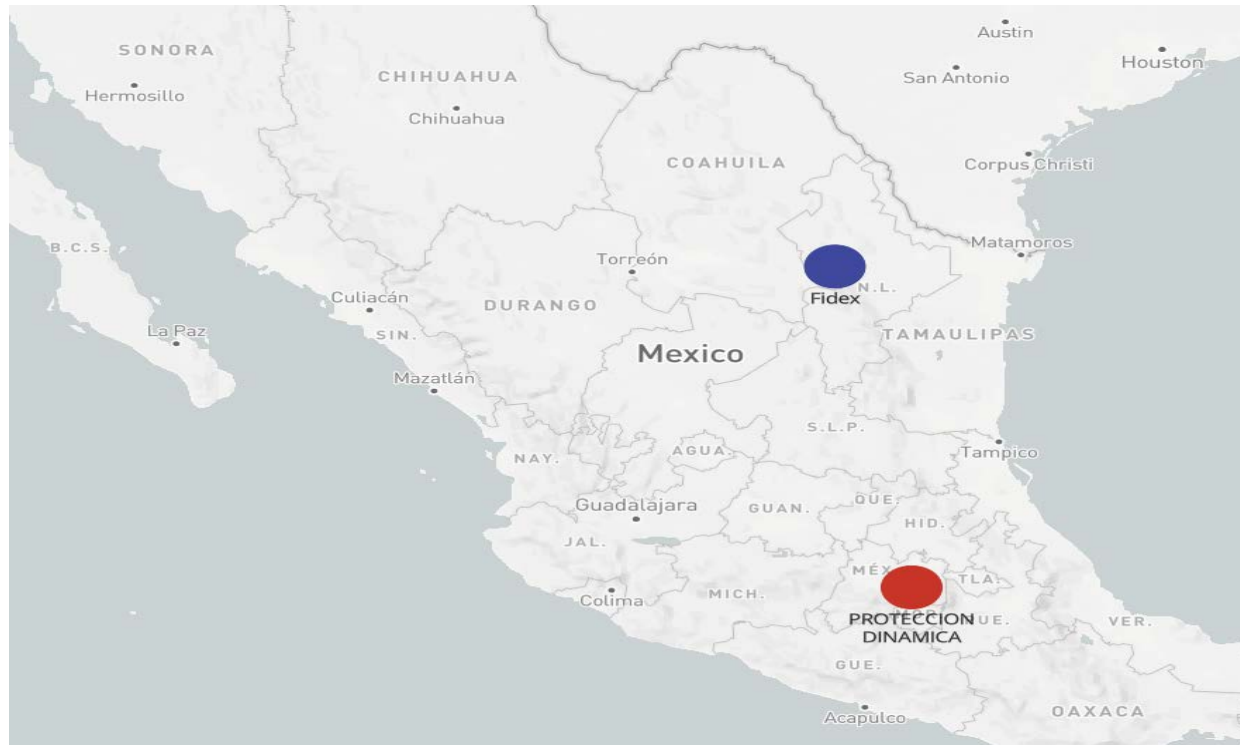 Austin
SONORA
Houston
CHIHUAHUA
San Antonio
Hermosillo
Chihuahua
COAHUILA
Corpus Christi
Matamoros
B.C.S.
Torreón
N.L.
Culiacán
DURANGO
Fidex
La Paz
SIN.
TAMAULIPAS
Mexico
Mazatlán
S.L.P.
AGUA.
Tampico
NAY.
QUE.
Guadalajara
GUAN.
HID.
JAL.
MÉX.
TLA.
Colima
MICH.
PROTECCION
DINAMICA
UE.
VER.
GUE.
OAXACA
Acapulco